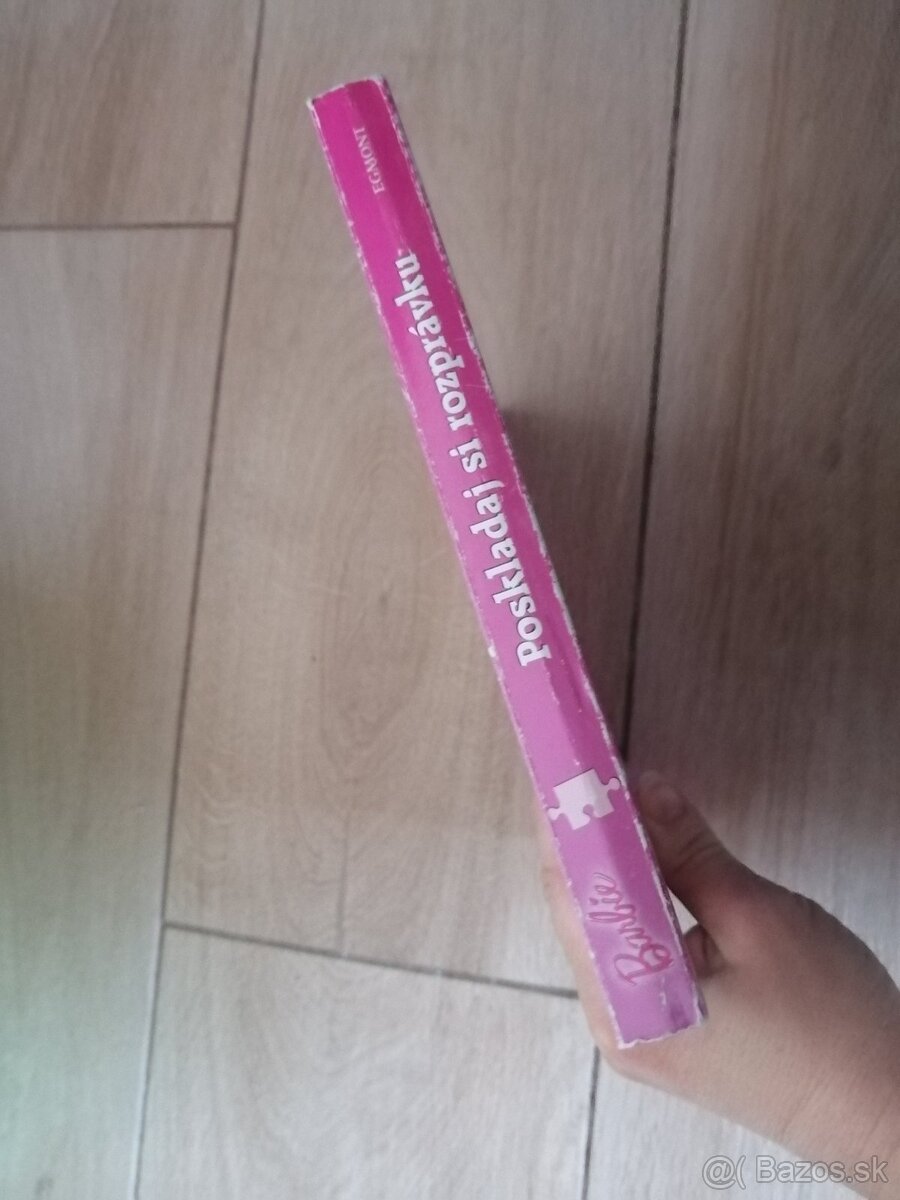 Barbie
Poskladaj si rozprávku
EGMONT
@( Bazos.sk